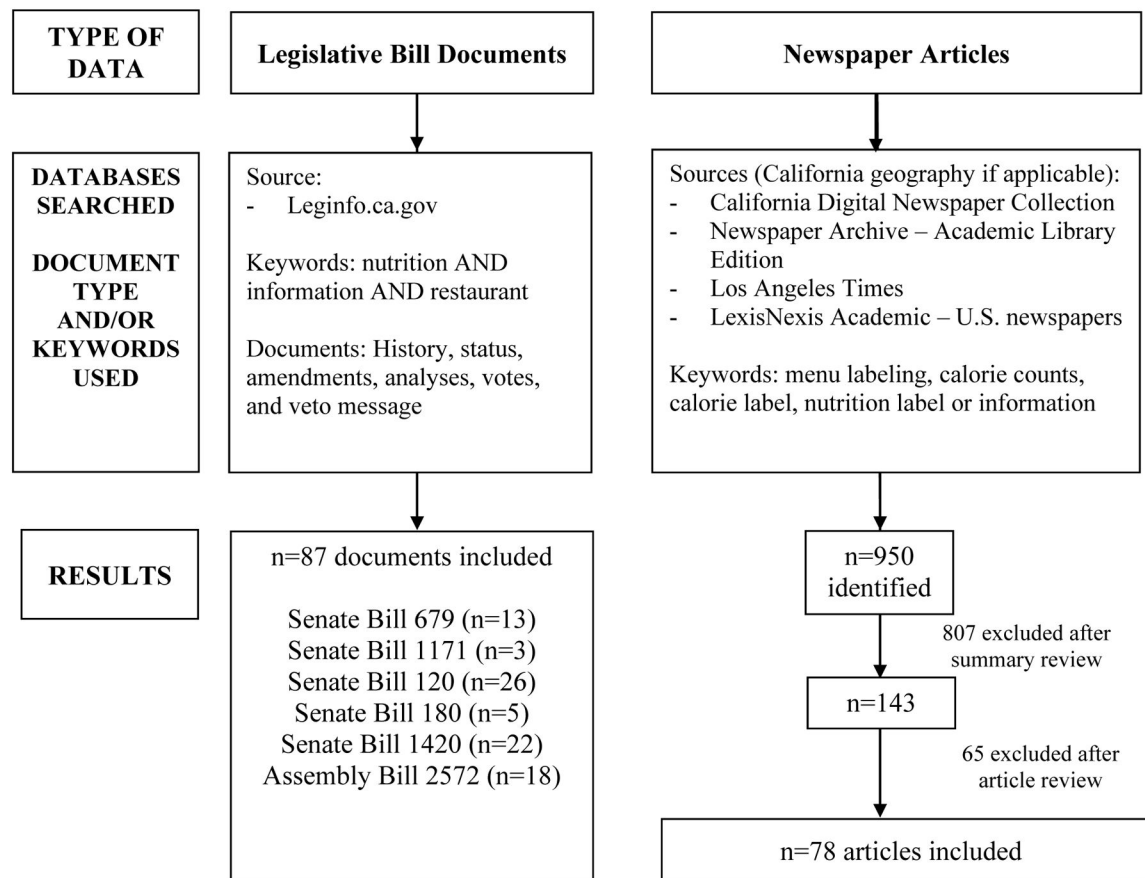 TYPE OF
DATA
Legislative Bill Documents
Newspaper Articles
DATABASES
SEARCHED
DOCUMENT
TYPE
AND/OR
KEYWORDS
USED
Source:
- Leginfo.ca.gov
Keywords: nutrition AND
information AND restaurant
Documents: History, status,
amendments, analyses, votes,
and veto message
Sources (California geography if applicable):
- California Digital Newspaper Collection
- Newspaper Archive – Academic Library
Edition
- Los Angeles Times
- LexisNexis Academic – U.S. newspapers
Keywords: menu labeling, calorie counts,
calorie label, nutrition label or information
RESULTS
n=87 documents included
Senate Bill 679 (n=13)
Senate Bill 1171 (n=3)
Senate Bill 120 (n=26)
Senate Bill 180 (n=5)
Senate Bill 1420 (n=22)
Assembly Bill 2572 (n=18)
n=950
identified
807 excluded after
summary review
n=143
65 excluded after
article review
n=78 articles included